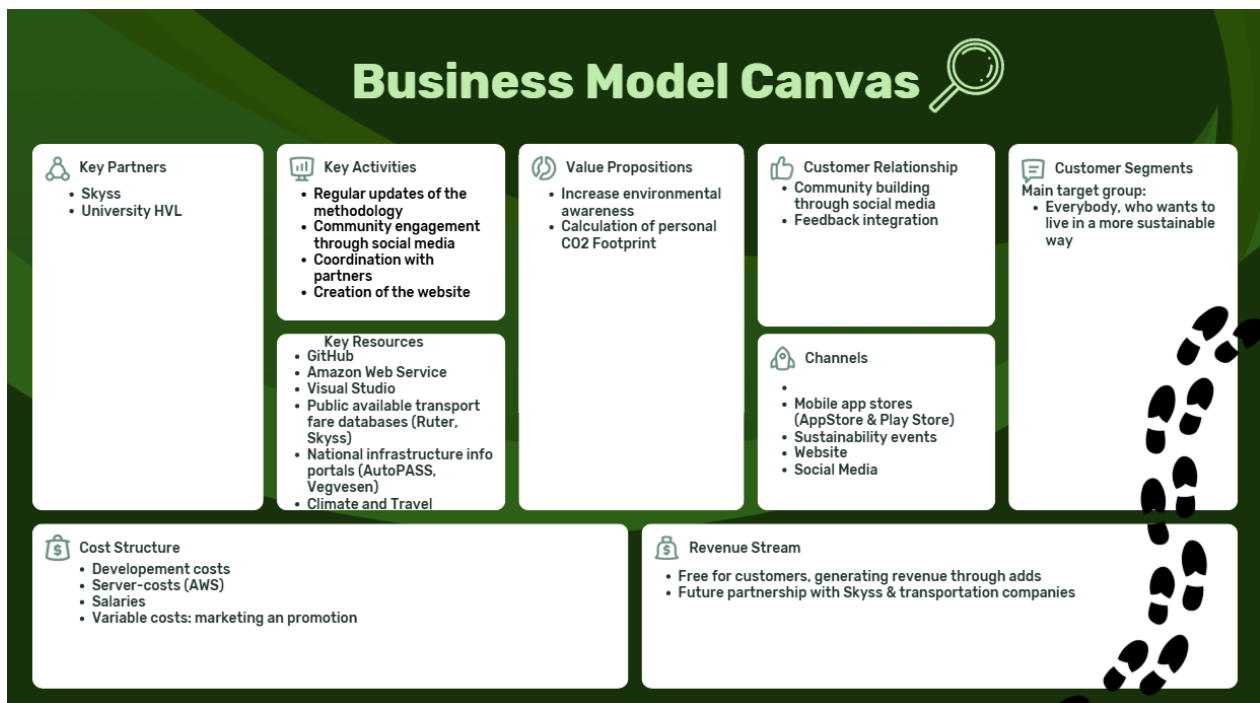 Business Model Canvas
Key Partners
• Skyss
• University HVL
Key Activities
• Regular updates of the
methodology
• Community engagement
through social media
• Coordination with
partners
• Creation of the website
Key Resources
• GitHub
• Amazon Web Service
• Visual Studio
• Public available transport
fare databases (Ruter,
Skyss)
• National infrastructure info
portals (AutoPASS,
Vegvesen)
• Climate and Travel
Value Propositions
• Increase environmental
awareness
• Calculation of personal
CO2 Footprint
Customer Relationship
• Community building
through social media
• Feedback integration
Channels
•
• Mobile app stores
(AppStore & Play Store)
• Sustainability events
• Website
• Social Media
Customer Segments
Main target group:
• Everybody, who wants to
live in a more sustainable
way
Cost Structure
• Developement costs
• Server-costs (AWS)
• Salaries
• Variable costs: marketing an promotion
Revenue Stream
• Free for customers, generating revenue through adds
• Future partnership with Skyss & transportation companies